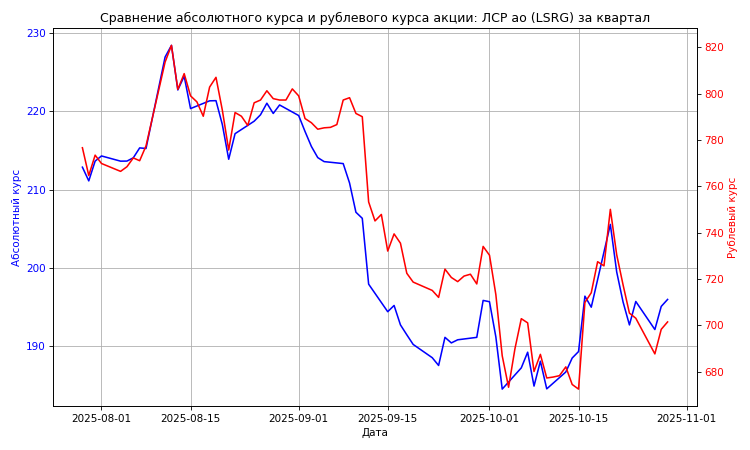 Сравнение абсолютного курса и рублевого курса акции: ЛСР ао (LSRG) за квартал
230
220
210
200
190
Абсолютный курс
820
800
780
760
740
720
700
680
Рублевый курс
2025-08-01 2025-08-15 2025-09-01 2025-09-15 2025-10-01 2025-10-15 2025-11-01
Дата